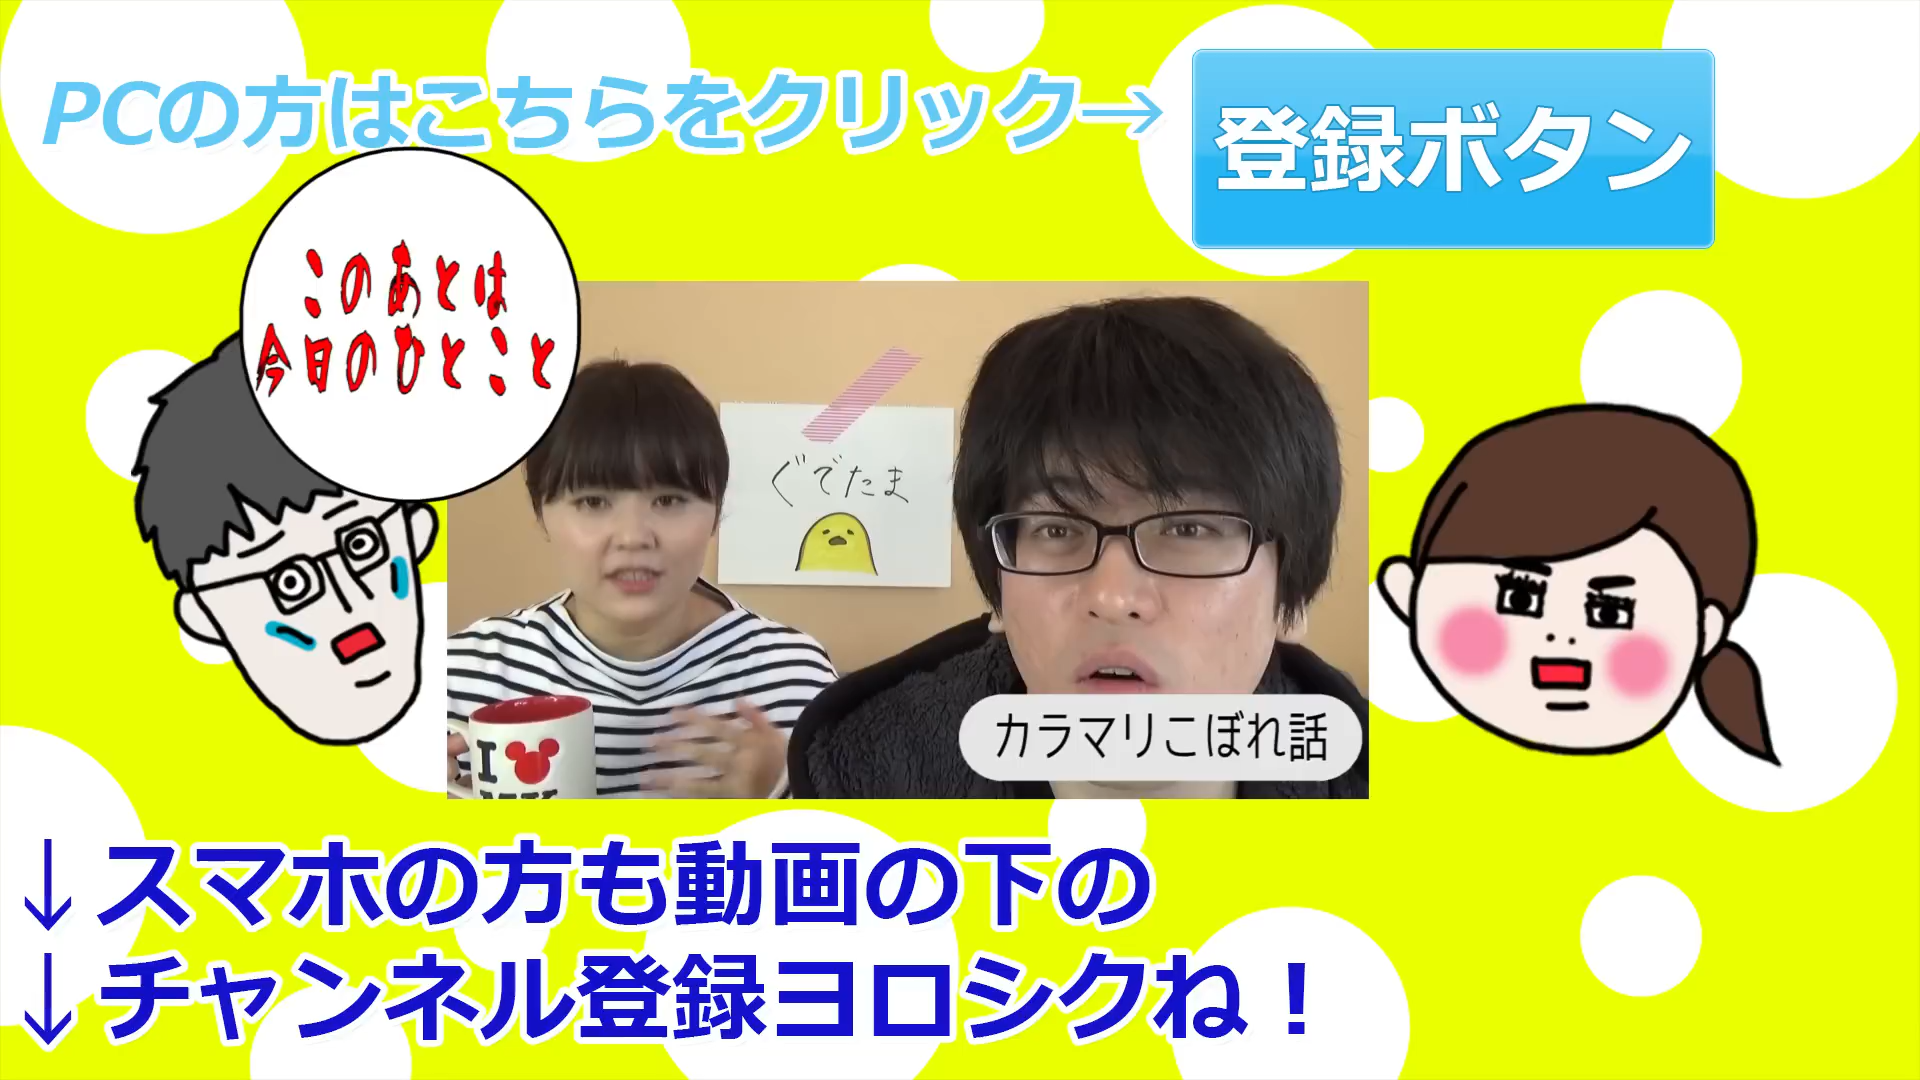 PCの方はこちらをクリック→
登録ボタン
このあとは
今日のひとこと
ぐでたま
I
カラマリこぼれ話
↓スマホの方も動画の下の
↓チャンネル登録ヨロシクね！